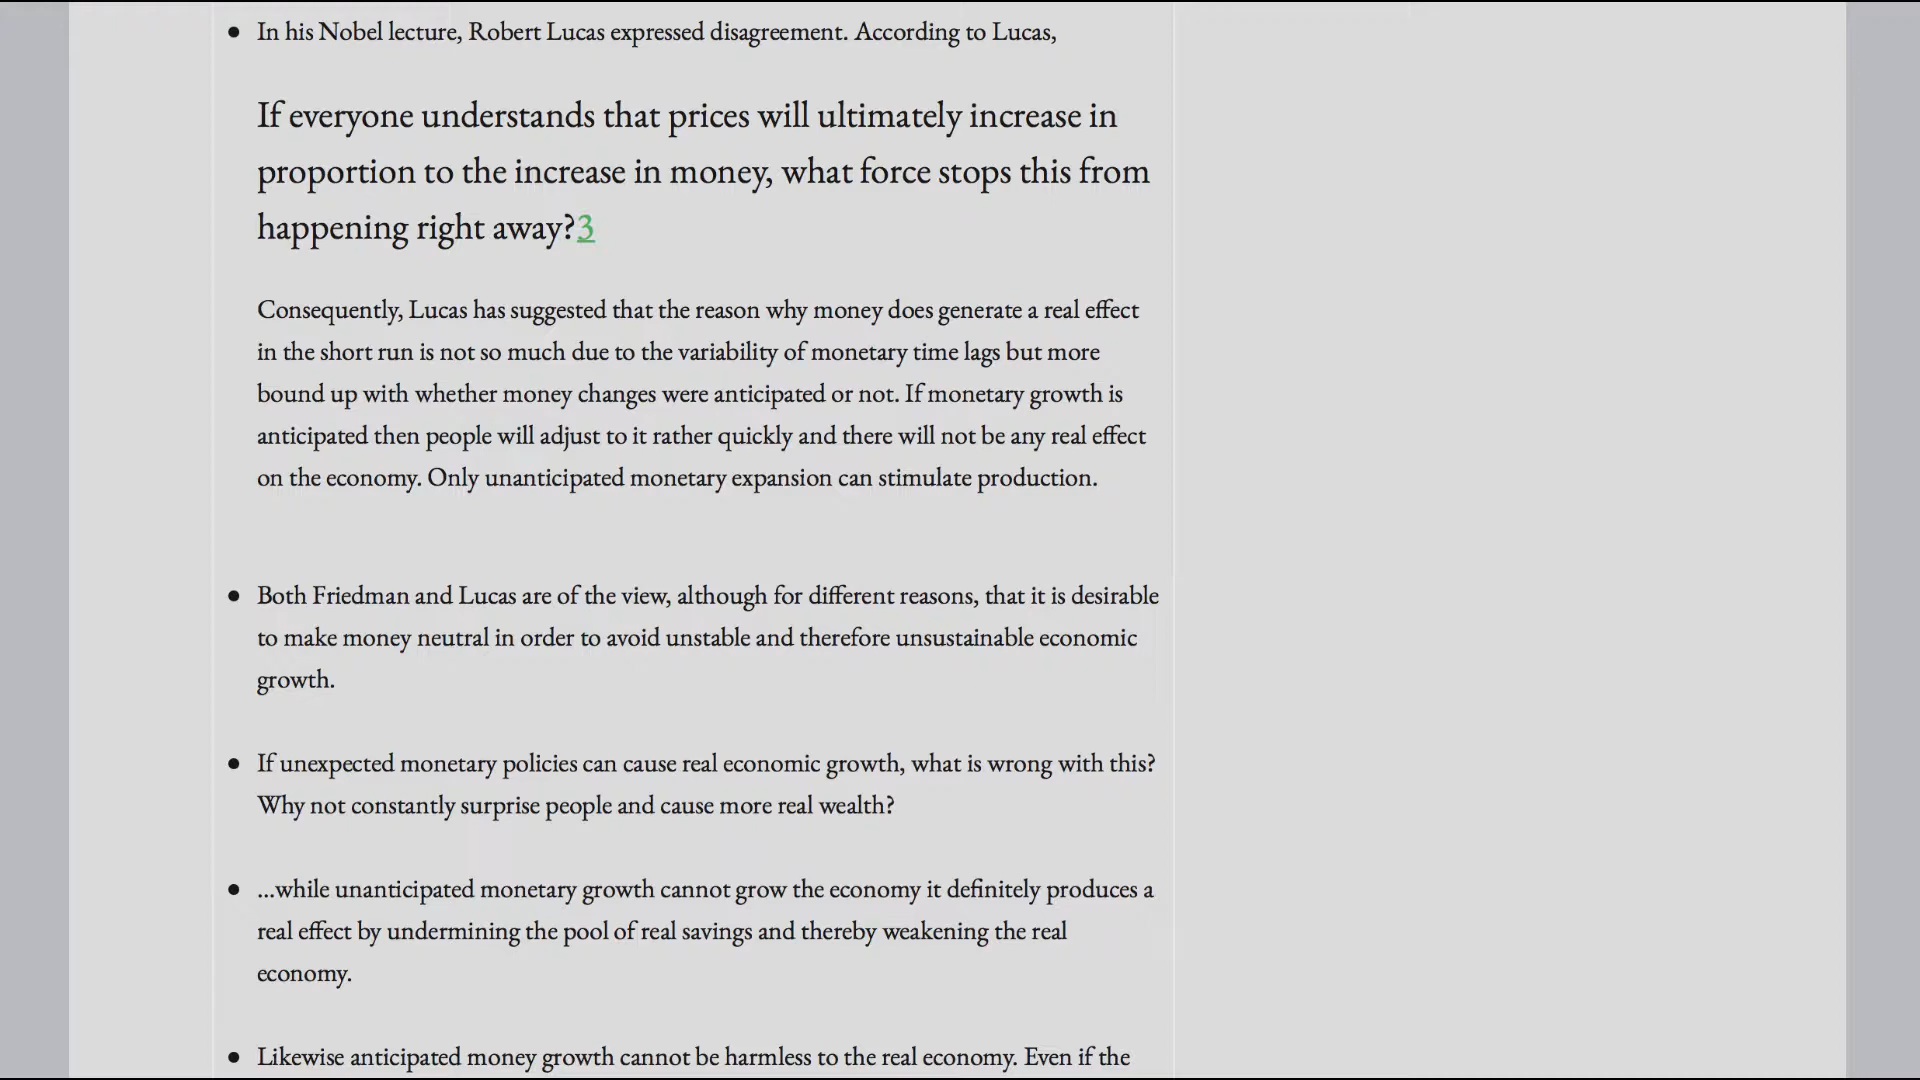 • In his Nobel lecture, Robert Lucas expressed disagreement. According to Lucas,
If everyone understands that prices will ultimately increase in
proportion to the increase in money, what force stops this from
happening right away?3
Consequently, Lucas has suggested that the reason why money does generate a real effect
in the short run is not so much due to the variability of monetary time lags but more
bound up with whether money changes were anticipated or not. If monetary growth is
anticipated then people will adjust to it rather quickly and there will not be any real effect
on the economy. Only unanticipated monetary expansion can stimulate production.
• Both Friedman and Lucas are of the view, although for different reasons, that it is desirable
to make money neutral in order to avoid unstable and therefore unsustainable economic
growth.
• If unexpected monetary policies can cause real economic growth, what is wrong with this?
Why not constantly surprise people and cause more real wealth?
• …while unanticipated monetary growth cannot grow the economy it definitely produces a
real effect by undermining the pool of real savings and thereby weakening the real
economy.
• Likewise anticipated money growth cannot be harmless to the real economy. Even if the